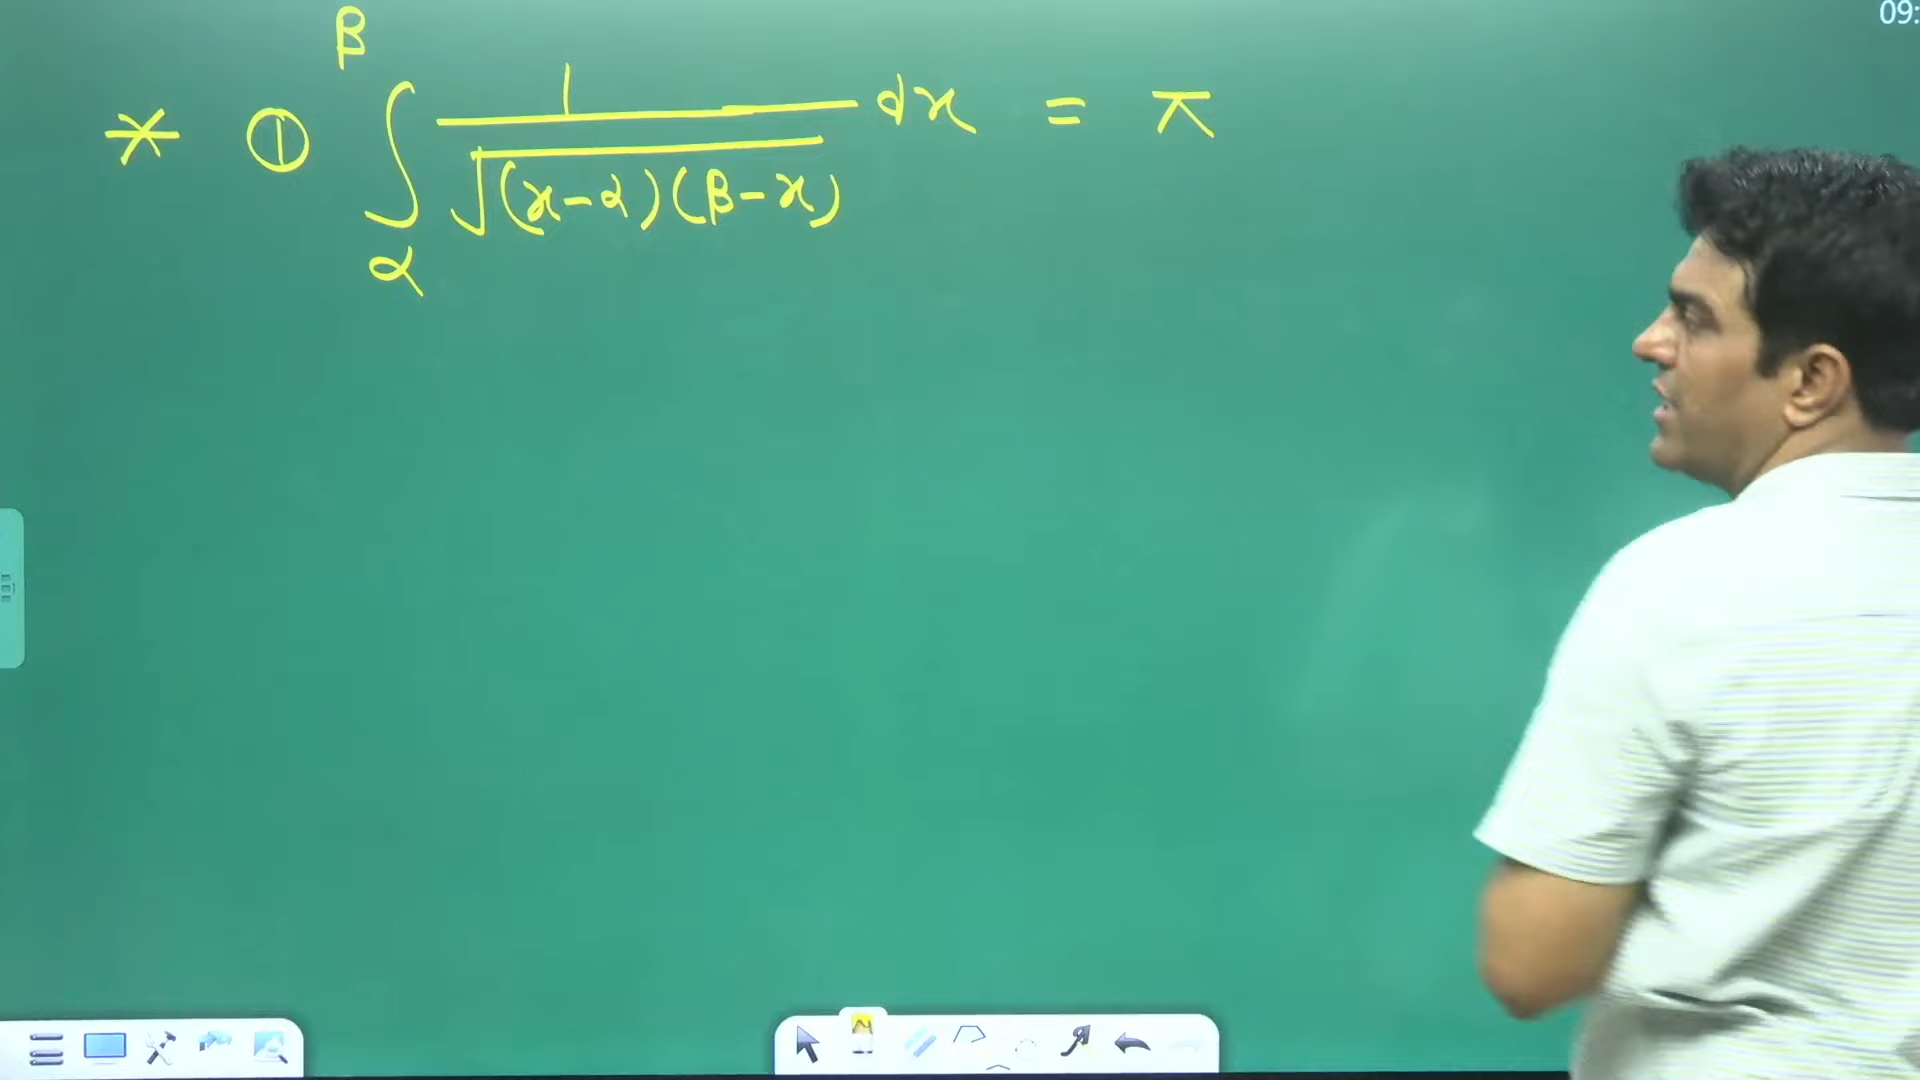 09:
* ① ∫_α^β 1/√((x-α)(β-x)) dx = π